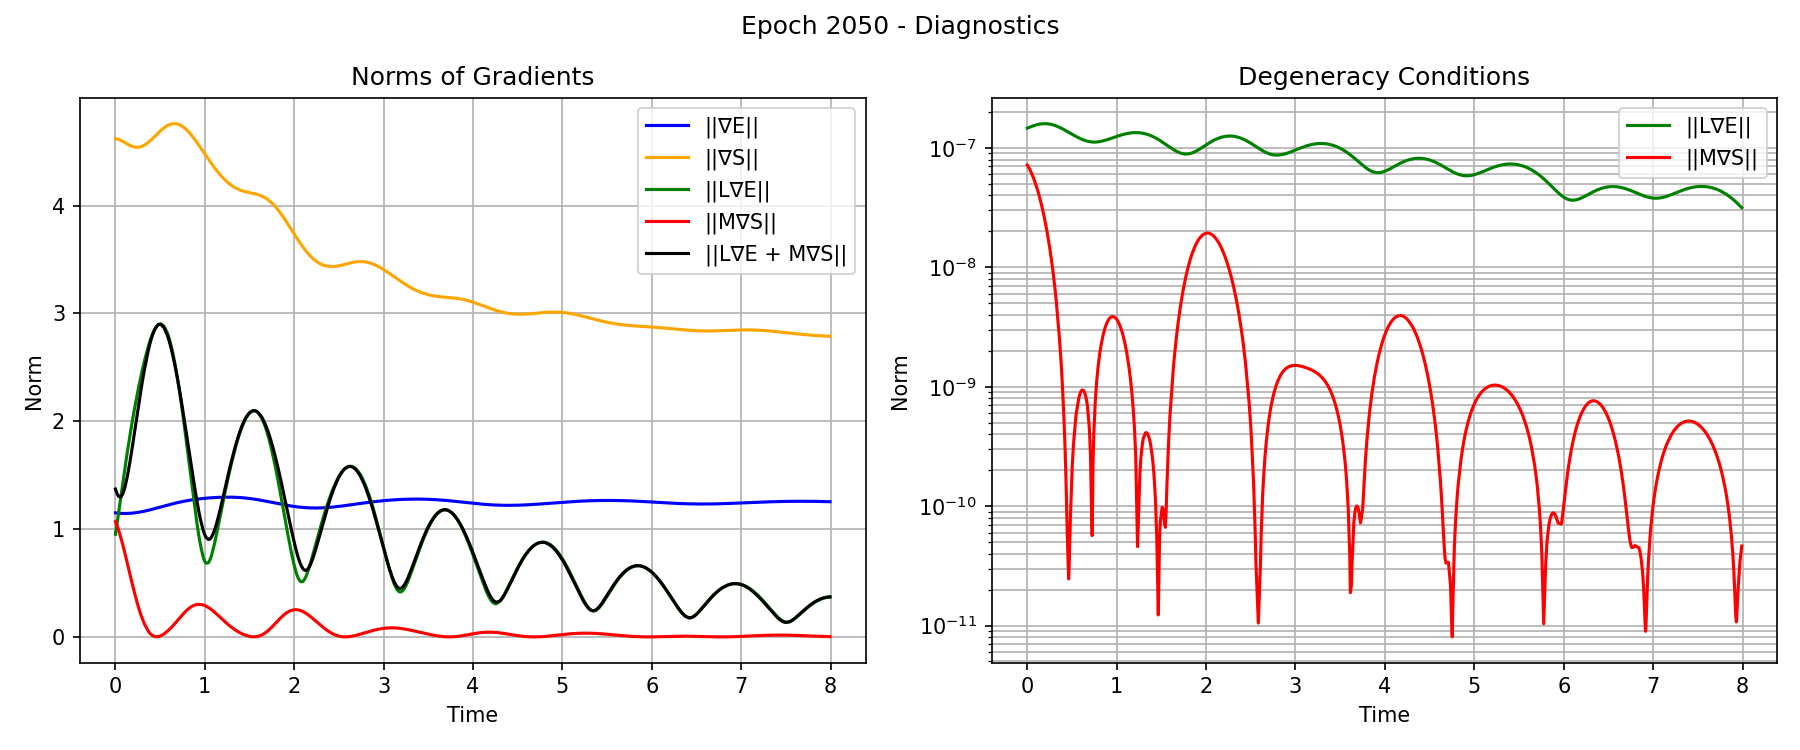 Epoch 2050 - Diagnostics
Norms of Gradients
Norm
4
3
2
1
0
0 1 2 3 4 5 6 7 8
Time
||∇E||
||∇S||
||L∇E||
||M∇S||
||L∇E + M∇S||
Degeneracy Conditions
Norm
10⁻⁷
10⁻⁸
10⁻⁹
10⁻¹⁰
10⁻¹¹
0 1 2 3 4 5 6 7 8
Time
||L∇E||
||M∇S||